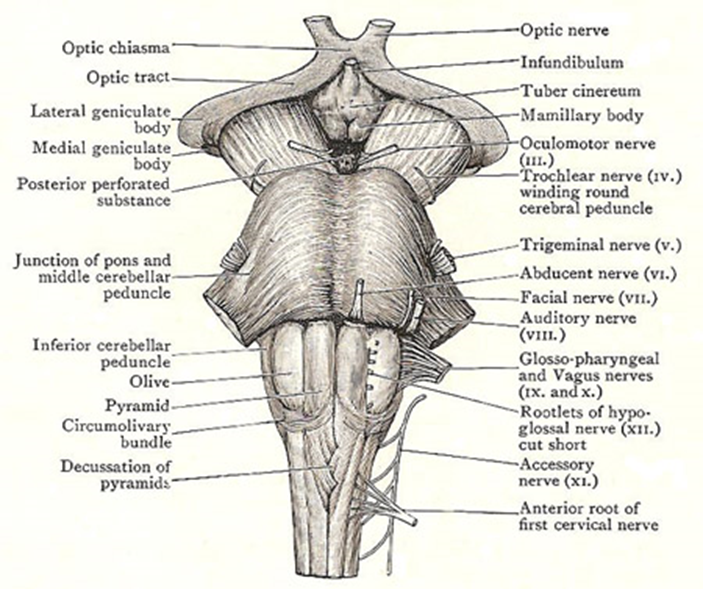 Optic chiasma
Optic tract
Lateral geniculate
body
Medial geniculate
body
Posterior perforated
substance
Junction of pons and
middle cerebellar
peduncle
Inferior cerebellar
peduncle
Olive
Pyramid
Circumolivary
bundle
Decussation of
pyramids
Optic nerve
Infundibulum
Tuber cinereum
Mamillary body
Oculomotor nerve
(III.)
Trochlear nerve (IV.)
winding round
cerebral peduncle
Trigeminal nerve (V.)
Abducent nerve (VI.)
Facial nerve (VII.)
Auditory nerve
(VIII.)
Glosso-pharyngeal
and Vagus nerves
(IX. and X.)
Rootlets of hypo-
glossal nerve (XII.)
cut short
Accessory
nerve (XI.)
Anterior root of
first cervical nerve